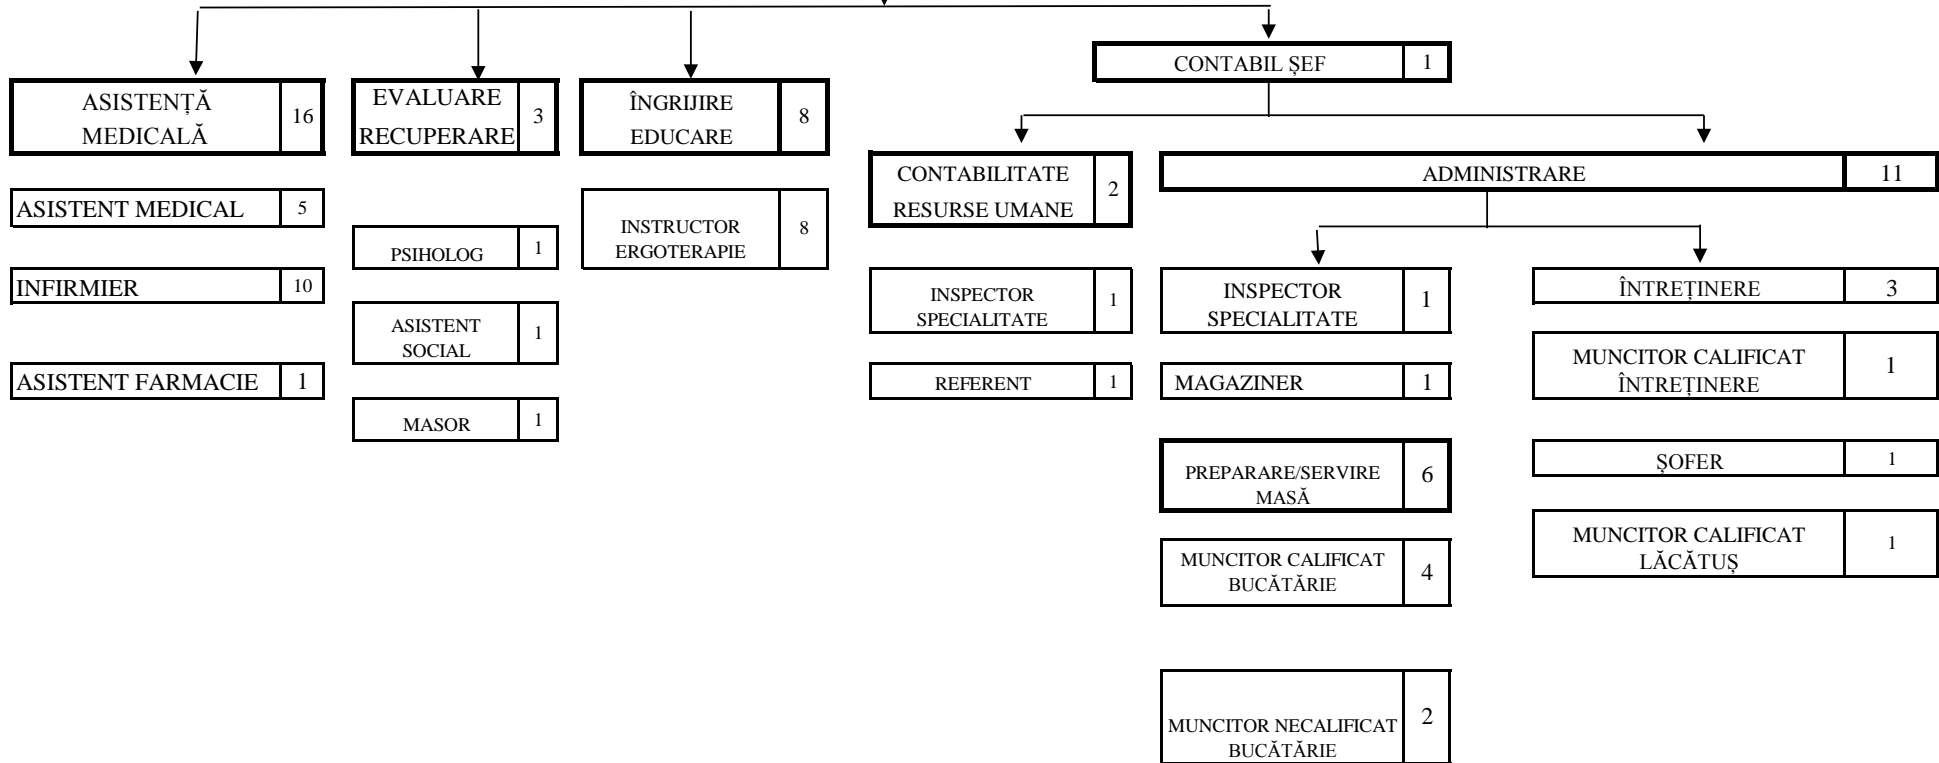 CONTABIL ȘEF 1
ASISTENȚĂ
MEDICALĂ
16
EVALUARE
RECUPERARE
3
ÎNGRIJIRE
EDUCARE
8
CONTABILITATE
RESURSE UMANE
2
ADMINISTRARE 11
ASISTENT MEDICAL 5
INFIRMIER 10
ASISTENT FARMACIE 1
PSIHOLOG 1
ASISTENT
SOCIAL
1
MASOR 1
INSTRUCTOR
ERGOTERAPIE
8
INSPECTOR
SPECIALITATE
1
REFERENT 1
INSPECTOR
SPECIALITATE
1
MAGAZINER 1
PREPARARE/SERVIRE
MASĂ
6
MUNCITOR CALIFICAT
BUCĂTĂRIE
4
MUNCITOR NECALIFICAT
BUCĂTĂRIE
2
ÎNTREȚINERE 3
MUNCITOR CALIFICAT
ÎNTREȚINERE
1
ȘOFER 1
MUNCITOR CALIFICAT
LĂCĂTUȘ
1